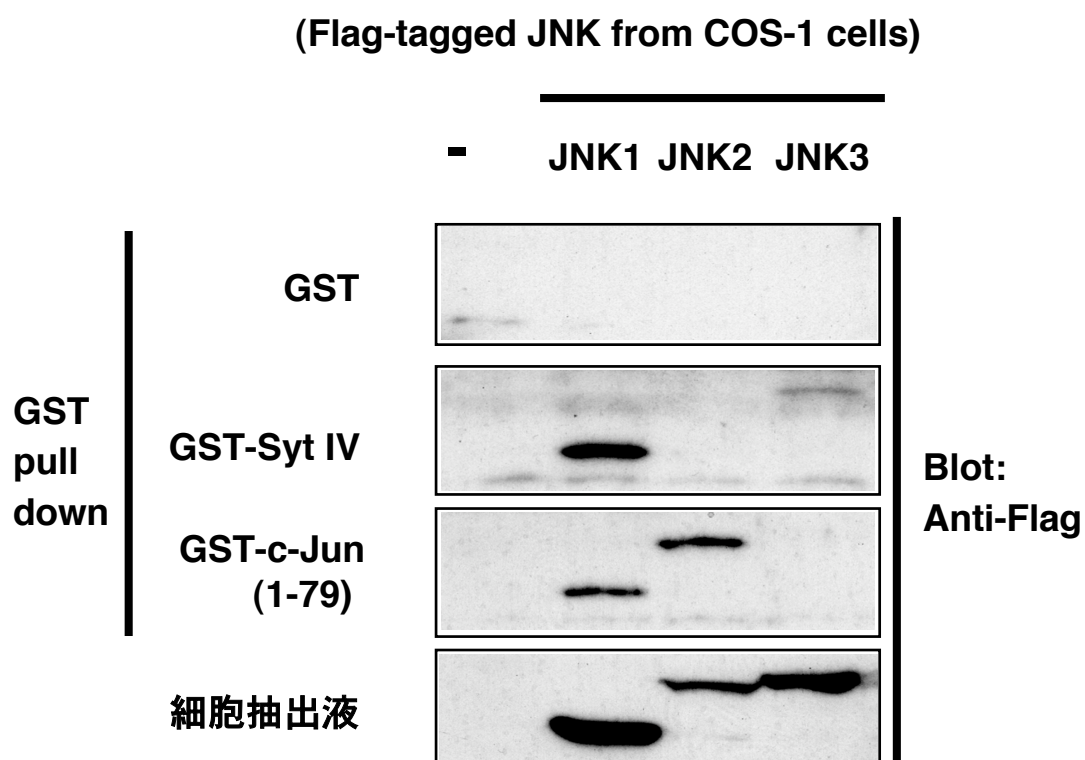 (Flag-tagged JNK from COS-1 cells)
- JNK1 JNK2 JNK3
GST
pull
down
GST
GST-Syt IV
GST-c-Jun
(1-79)
細胞抽出液
Blot:
Anti-Flag